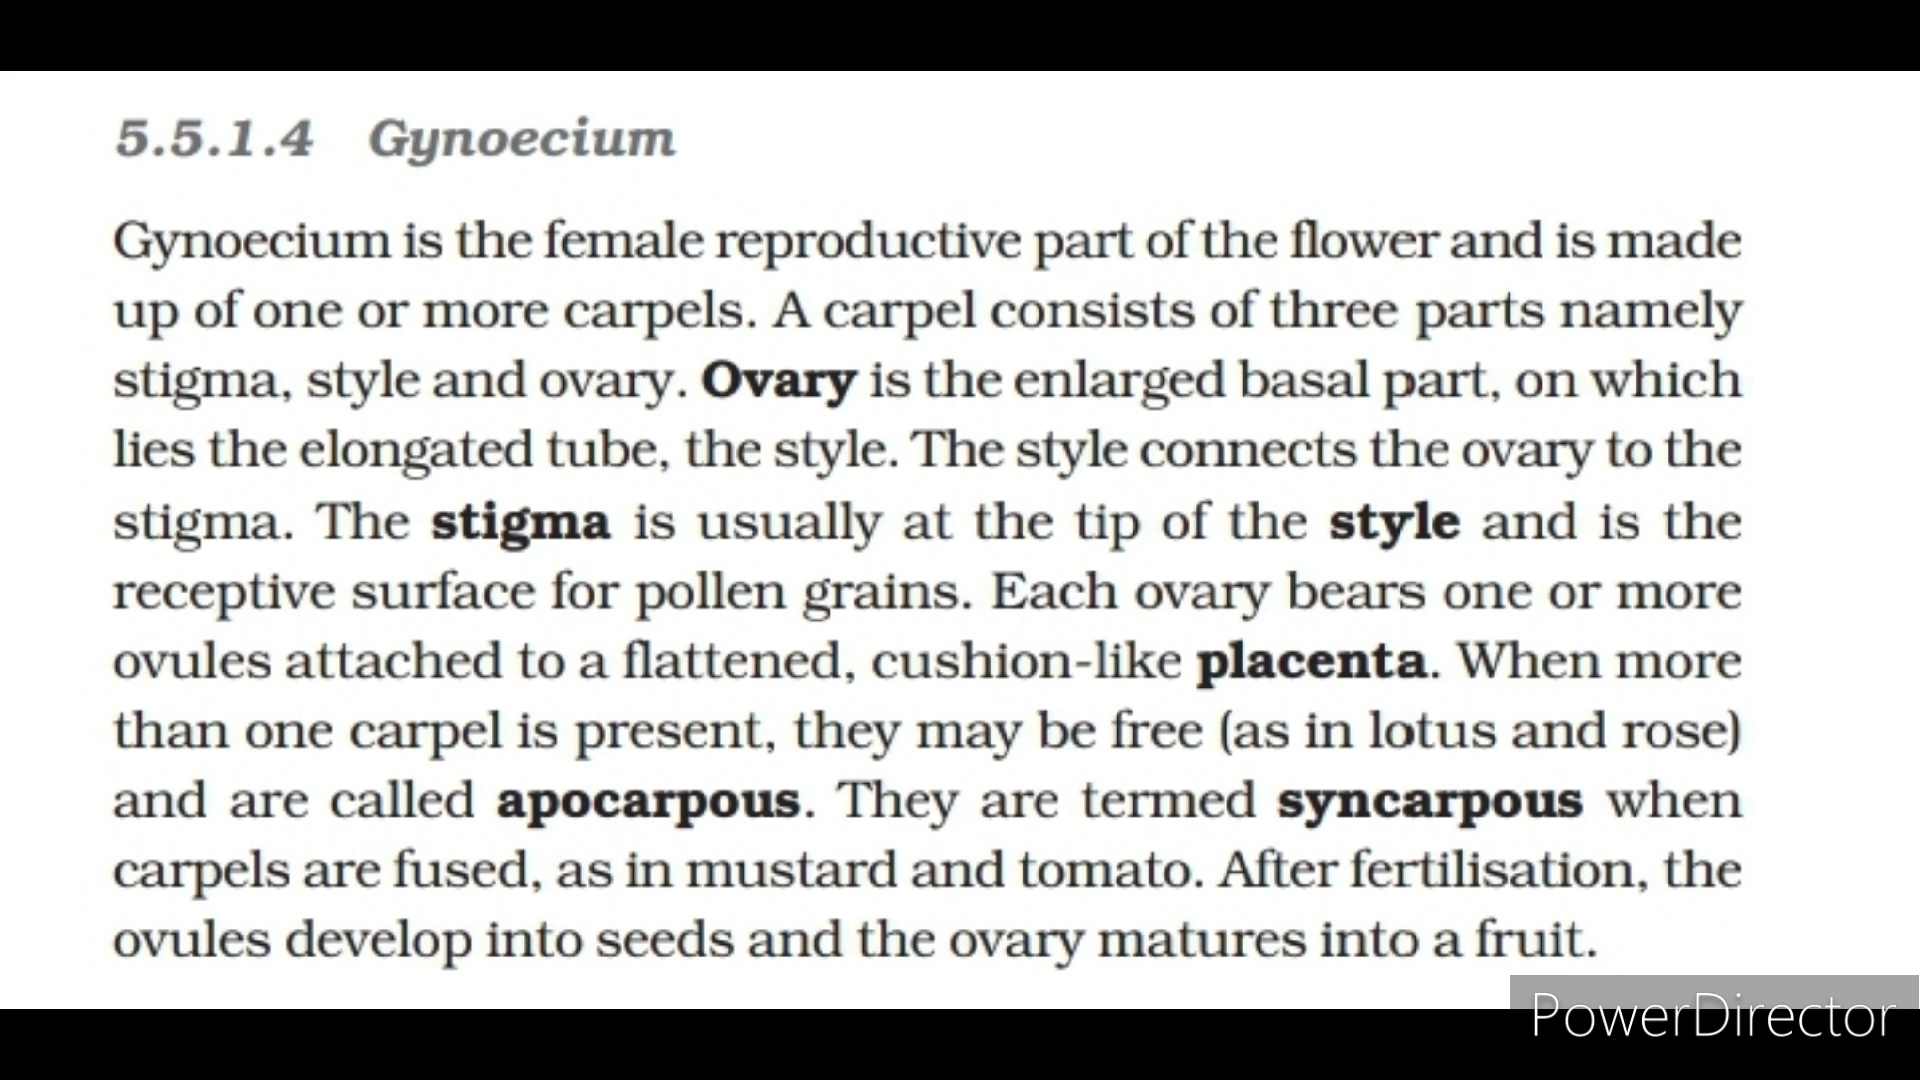 5.5.1.4 Gynoecium
Gynoecium is the female reproductive part of the flower and is made
up of one or more carpels. A carpel consists of three parts namely
stigma, style and ovary. Ovary is the enlarged basal part, on which
lies the elongated tube, the style. The style connects the ovary to the
stigma. The stigma is usually at the tip of the style and is the
receptive surface for pollen grains. Each ovary bears one or more
ovules attached to a flattened, cushion-like placenta. When more
than one carpel is present, they may be free (as in lotus and rose)
and are called apocarpous. They are termed syncarpous when
carpels are fused, as in mustard and tomato. After fertilisation, the
ovules develop into seeds and the ovary matures into a fruit.
PowerDirector